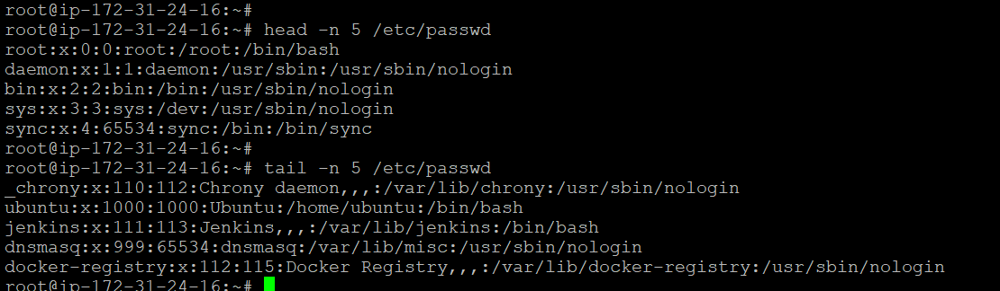 root@ip-172-31-24-16:~#
root@ip-172-31-24-16:~# head -n 5 /etc/passwd
root:x:0:0:root:/root:/bin/bash
daemon:x:1:1:daemon:/usr/sbin:/usr/sbin/nologin
bin:x:2:2:bin:/bin:/usr/sbin/nologin
sys:x:3:3:sys:/dev:/usr/sbin/nologin
sync:x:4:65534:sync:/bin:/bin/sync
root@ip-172-31-24-16:~#
root@ip-172-31-24-16:~# tail -n 5 /etc/passwd
_chrony:x:110:112:Chrony daemon,,,:/var/lib/chrony:/usr/sbin/nologin
ubuntu:x:1000:1000:Ubuntu:/home/ubuntu:/bin/bash
jenkins:x:111:113:Jenkins,,,:/var/lib/jenkins:/bin/bash
dnsmasq:x:999:65534:dnsmasq:/var/lib/misc:/usr/sbin/nologin
docker-registry:x:112:115:Docker Registry,,,:/var/lib/docker-registry:/usr/sbin/nologin
root@ip-172-31-24-16:~#